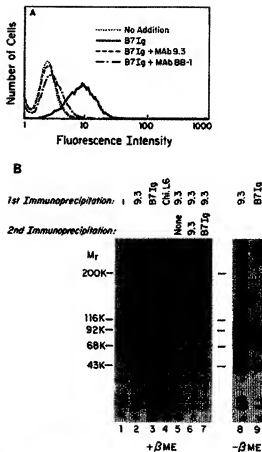 A
No Addition
B7Ig
B7Ig + MAb 9.3
B7Ig + MAb BB-1
Number of Cells
1 10 100 1000
Fluorescence Intensity
B
1st Immunoprecipitation: - 9.3 B7Ig Chi.L6 9.3 9.3 9.3 9.3 B7Ig
2nd Immunoprecipitation: None 9.3 B7Ig
Mr
200K-
116K-
92K-
68K-
43K-
1 2 3 4 5 6 7 8 9
+βME -βME